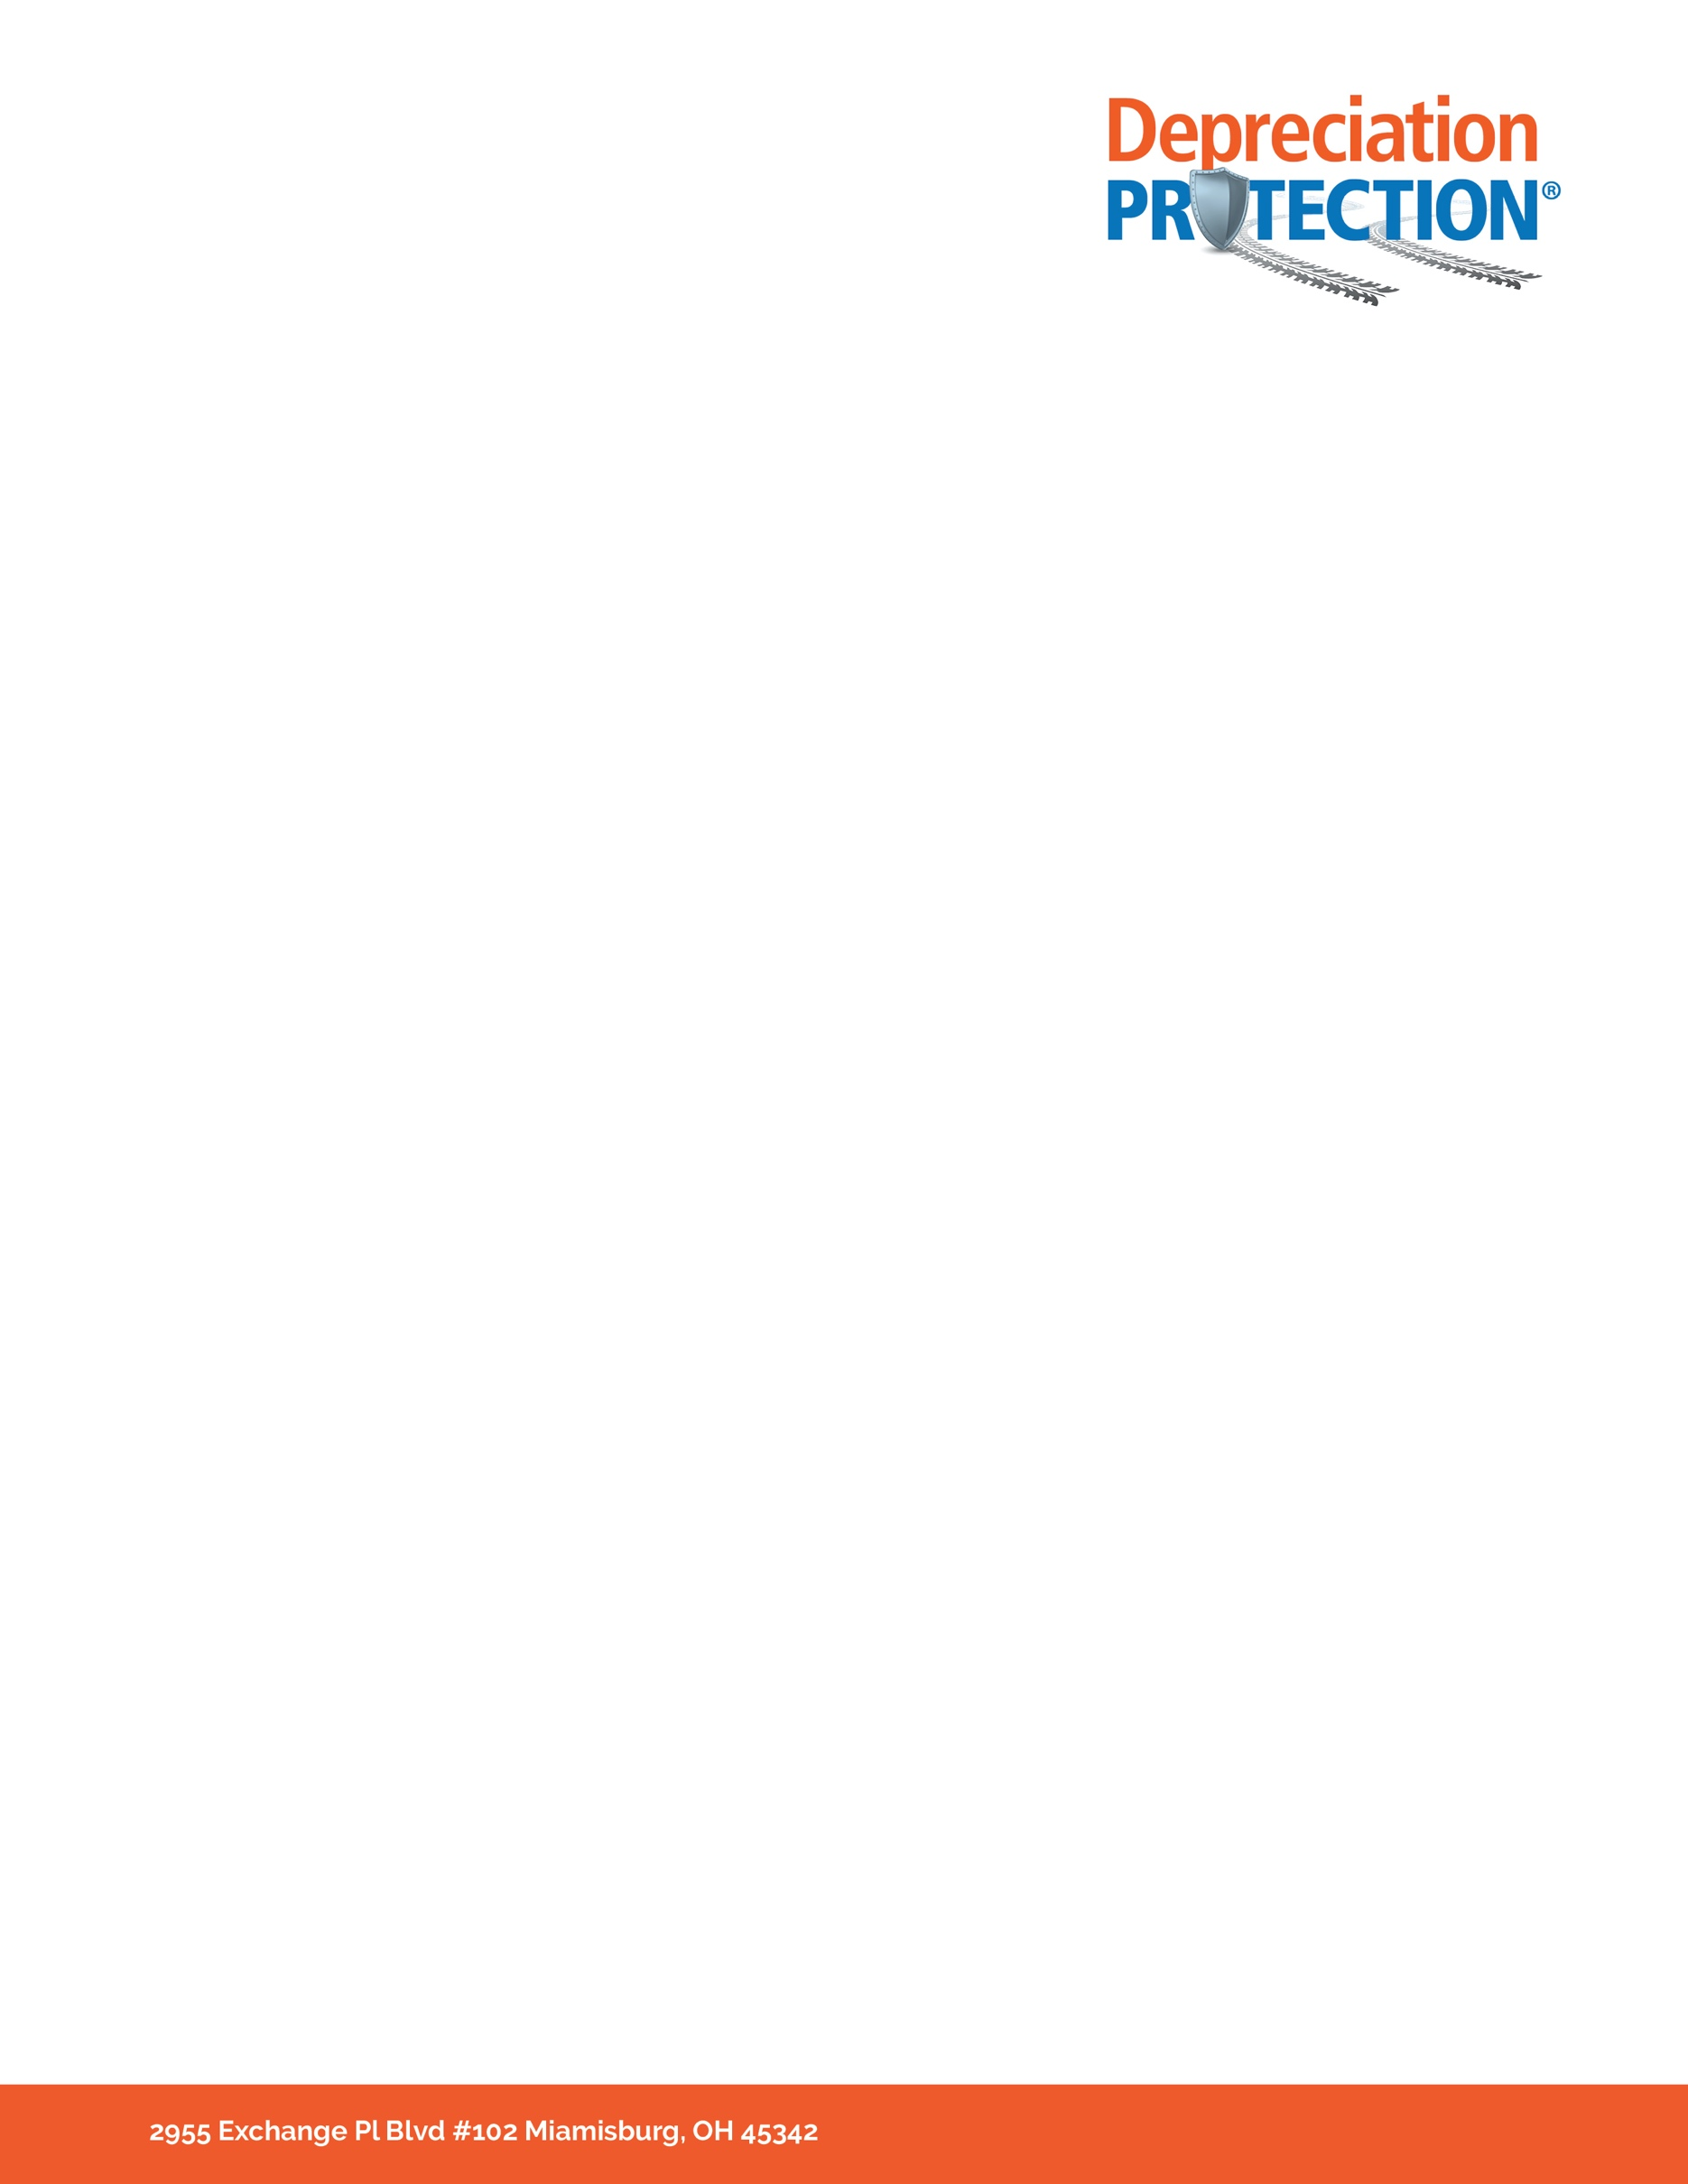 Depreciation
PROTECTION®
2955 Exchange Pl Blvd #102 Miamisburg, OH 45342